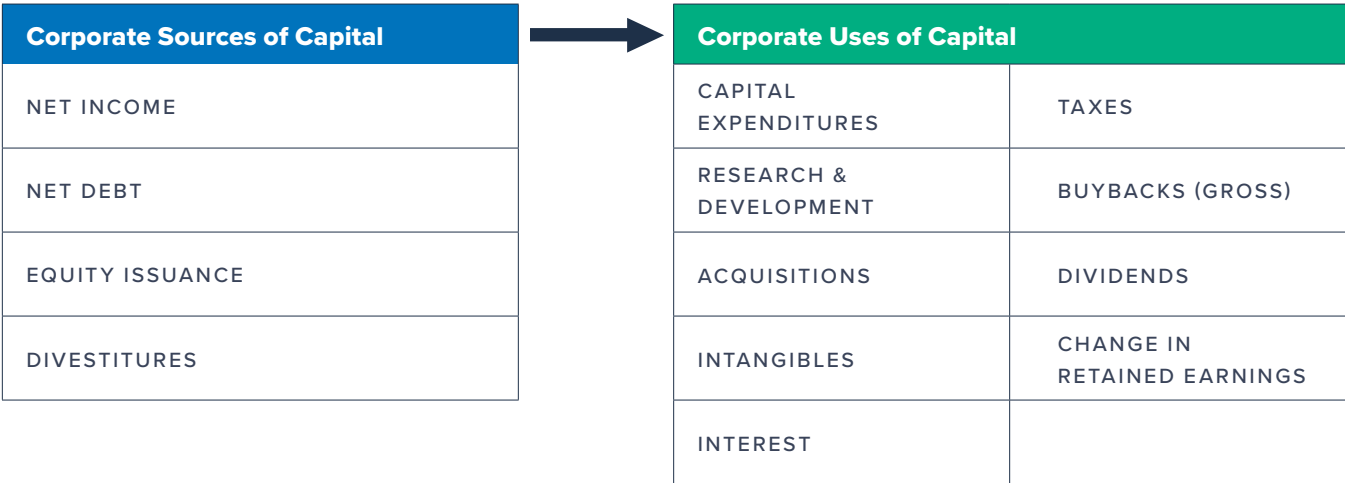 Corporate Sources of Capital
NET INCOME
NET DEBT
EQUITY ISSUANCE
DIVESTITURES
Corporate Uses of Capital
CAPITAL
EXPENDITURES
TAXES
RESEARCH &
DEVELOPMENT
BUYBACKS (GROSS)
ACQUISITIONS
DIVIDENDS
INTANGIBLES
CHANGE IN
RETAINED EARNINGS
INTEREST